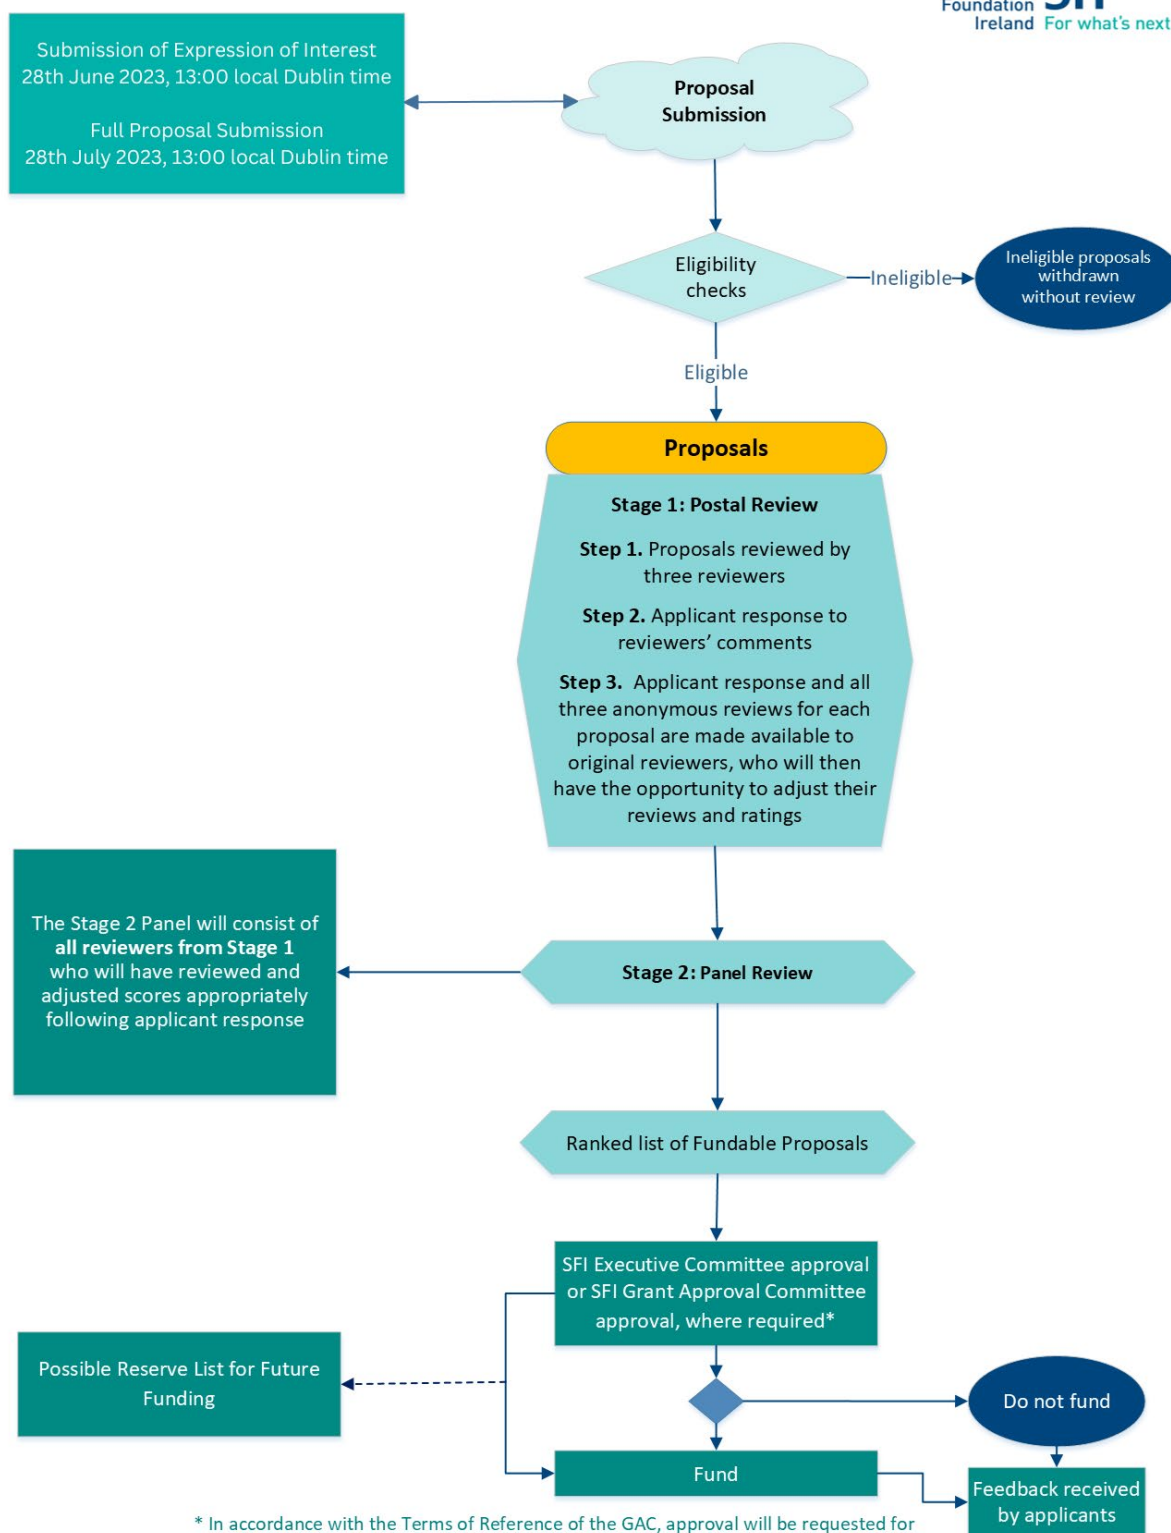 Foundation
Ireland For what's next
Submission of Expression of Interest
28th June 2023, 13:00 local Dublin time
Full Proposal Submission
28th July 2023, 13:00 local Dublin time
Proposal
Submission
Eligibility
checks
Ineligible
Ineligible proposals
withdrawn
without review
Eligible
Proposals
Stage 1: Postal Review
Step 1. Proposals reviewed by
three reviewers
Step 2. Applicant response to
reviewers’ comments
Step 3. Applicant response and all
three anonymous reviews for each
proposal are made available to
original reviewers, who will then
have the opportunity to adjust their
reviews and ratings
The Stage 2 Panel will consist of
all reviewers from Stage 1
who will have reviewed and
adjusted scores appropriately
following applicant response
Stage 2: Panel Review
Ranked list of Fundable Proposals
SFI Executive Committee approval
or SFI Grant Approval Committee
approval, where required*
Possible Reserve List for Future
Funding
Do not fund
Fund
Feedback received
by applicants
* In accordance with the Terms of Reference of the GAC, approval will be requested for